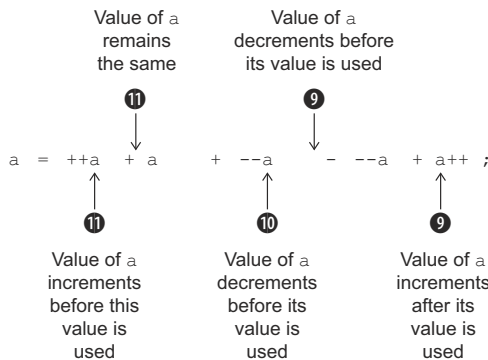 Value of a
remains
the same
Value of a
decrements before
its value is used
11
9
a = ++a + a + --a - --a + a++ ;
11
10
9
Value of a
increments
before this
value is
used
Value of a
decrements
before its
value is
used
Value of a
increments
after its
value is
used